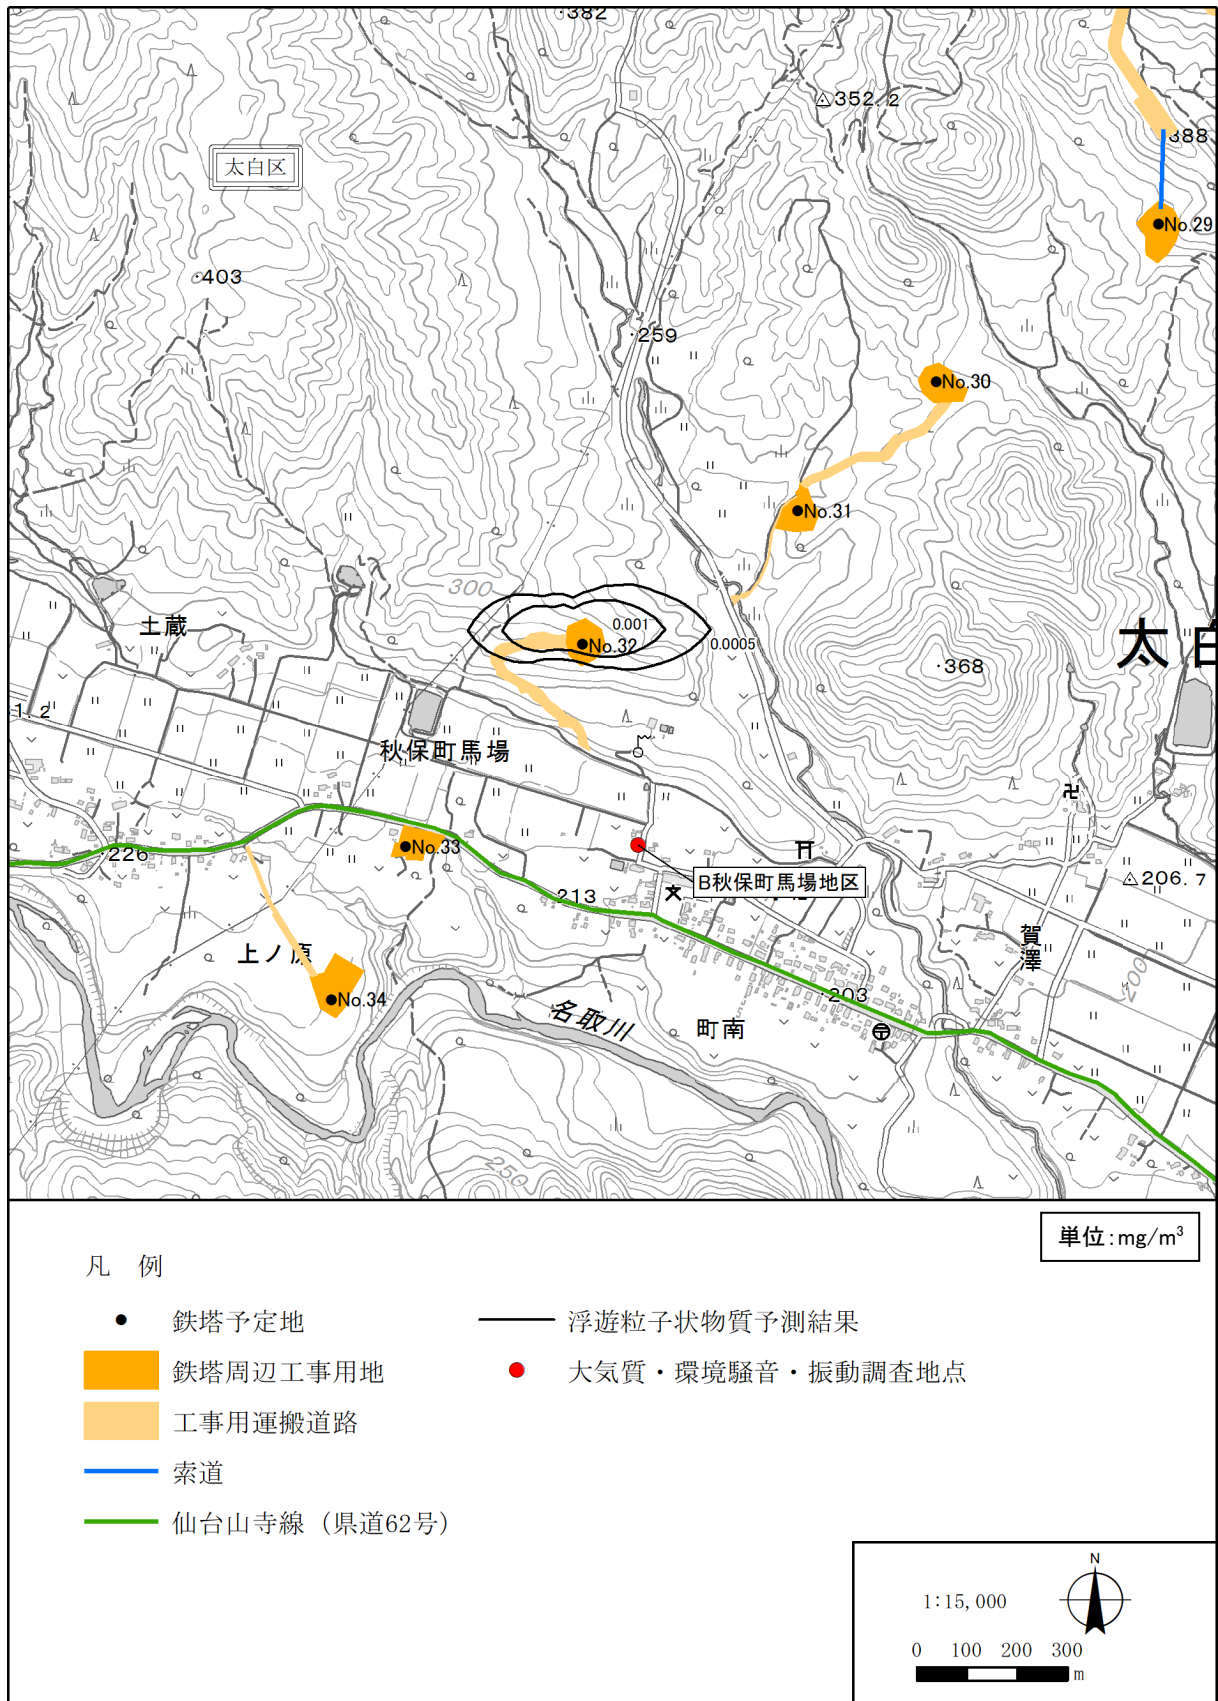 382
352.2
388
太白区
No.29
403
259
No.30
No.31
300
0.001
土蔵
No.32
0.0005
太白
368
1.2
秋保町馬場
No.33
226
B秋保町馬場地区
206.7
213
上ノ原
賀澤
200
No.34
203
名取川
町南
250
単位:mg/m³
凡 例
鉄塔予定地
浮遊粒子状物質予測結果
鉄塔周辺工事用地
大気質・環境騒音・振動調査地点
工事用運搬道路
索道
仙台山寺線（県道62号）
N
1:15,000
0 100 200 300
m